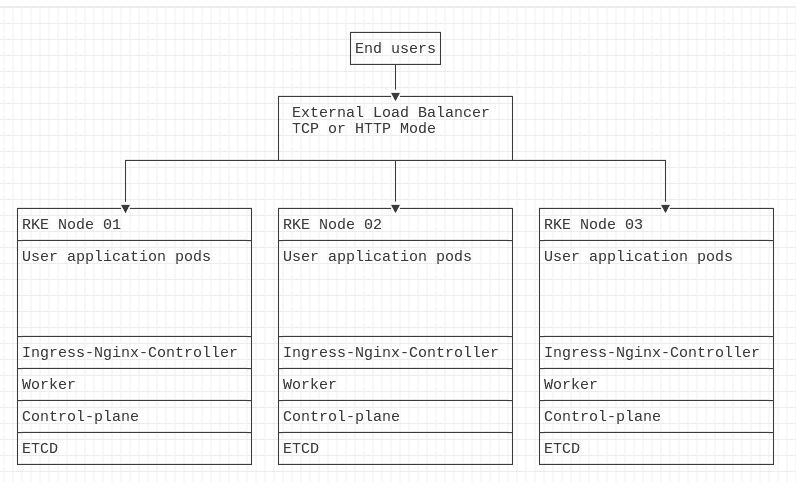 End users
External Load Balancer
TCP or HTTP Mode
RKE Node 01
User application pods
Ingress-Nginx-Controller
Worker
Control-plane
ETCD
RKE Node 02
User application pods
Ingress-Nginx-Controller
Worker
Control-plane
ETCD
RKE Node 03
User application pods
Ingress-Nginx-Controller
Worker
Control-plane
ETCD